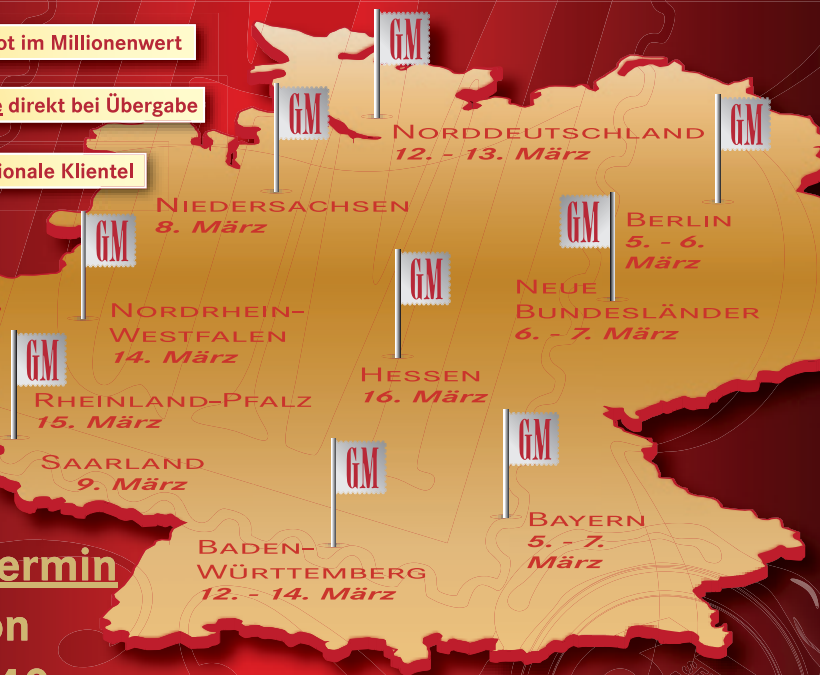 ot im Millionenwert
e direkt bei Übergabe
ionale Klientel
GM
GM
GM
GM
GM
GM
GM
GM
GM
Norddeutschland
12. - 13. März
Niedersachsen
8. März
Berlin
5. - 6.
März
Neue
Bundesländer
6. - 7. März
Nordrhein-
Westfalen
14. März
Hessen
16. März
Rheinland-Pfalz
15. März
Saarland
9. März
Bayern
5. - 7.
März
Baden-
Württemberg
12. - 14. März
ermin
on